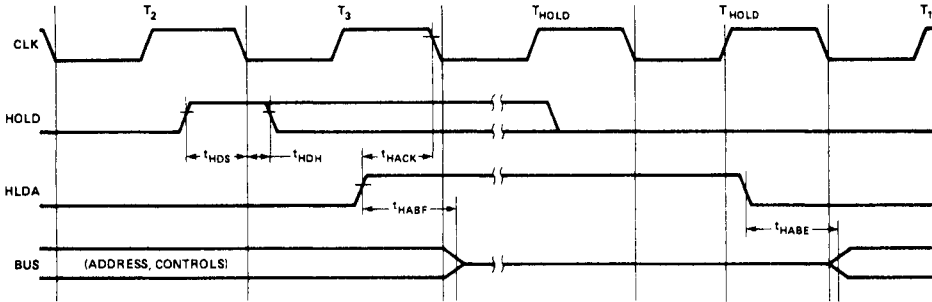 T2 T3 THOLD THOLD T1
CLK
HOLD
tHDS tHDH tHACK
HLDA
tHABF
tHABE
BUS (ADDRESS, CONTROLS)